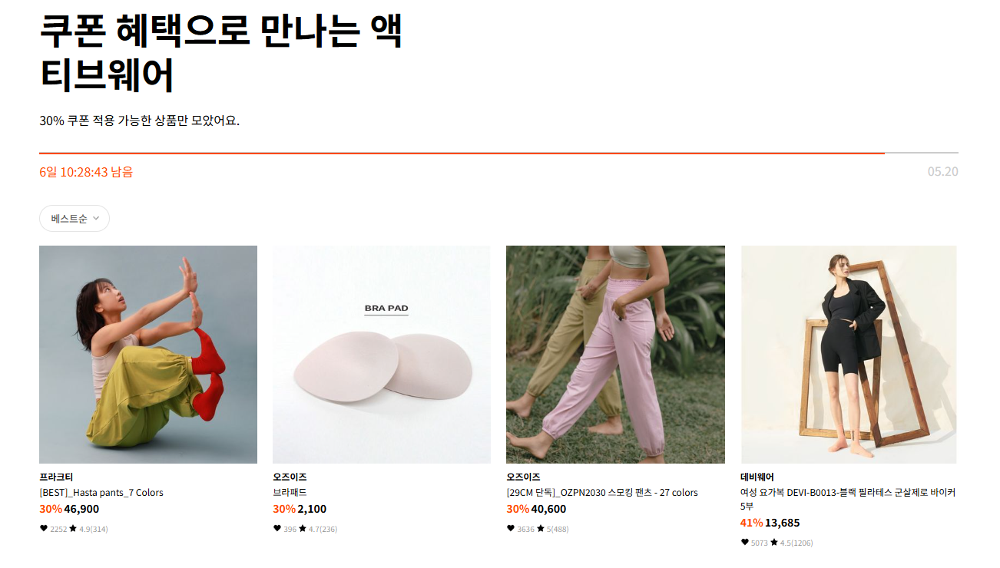 쿠폰 혜택으로 만나는 액
티브웨어
30% 쿠폰 적용 가능한 상품만 모았어요.
6일 10:28:43 남음
05.20
베스트순
BRA PAD
프라크티
[BEST]_Hasta pants_7 Colors
30% 46,900
2252 4.9(314)
오즈이즈
브라패드
30% 2,100
396 4.7(236)
오즈이즈
[29CM 단독]_OZPN2030 스모킹 팬츠 - 27 colors
30% 40,600
3636 5(488)
데비웨어
여성 요가복 DEVI-B0013-블랙 필라테스 군살제로 바이커
5부
41% 13,685
5073 4.5(1206)